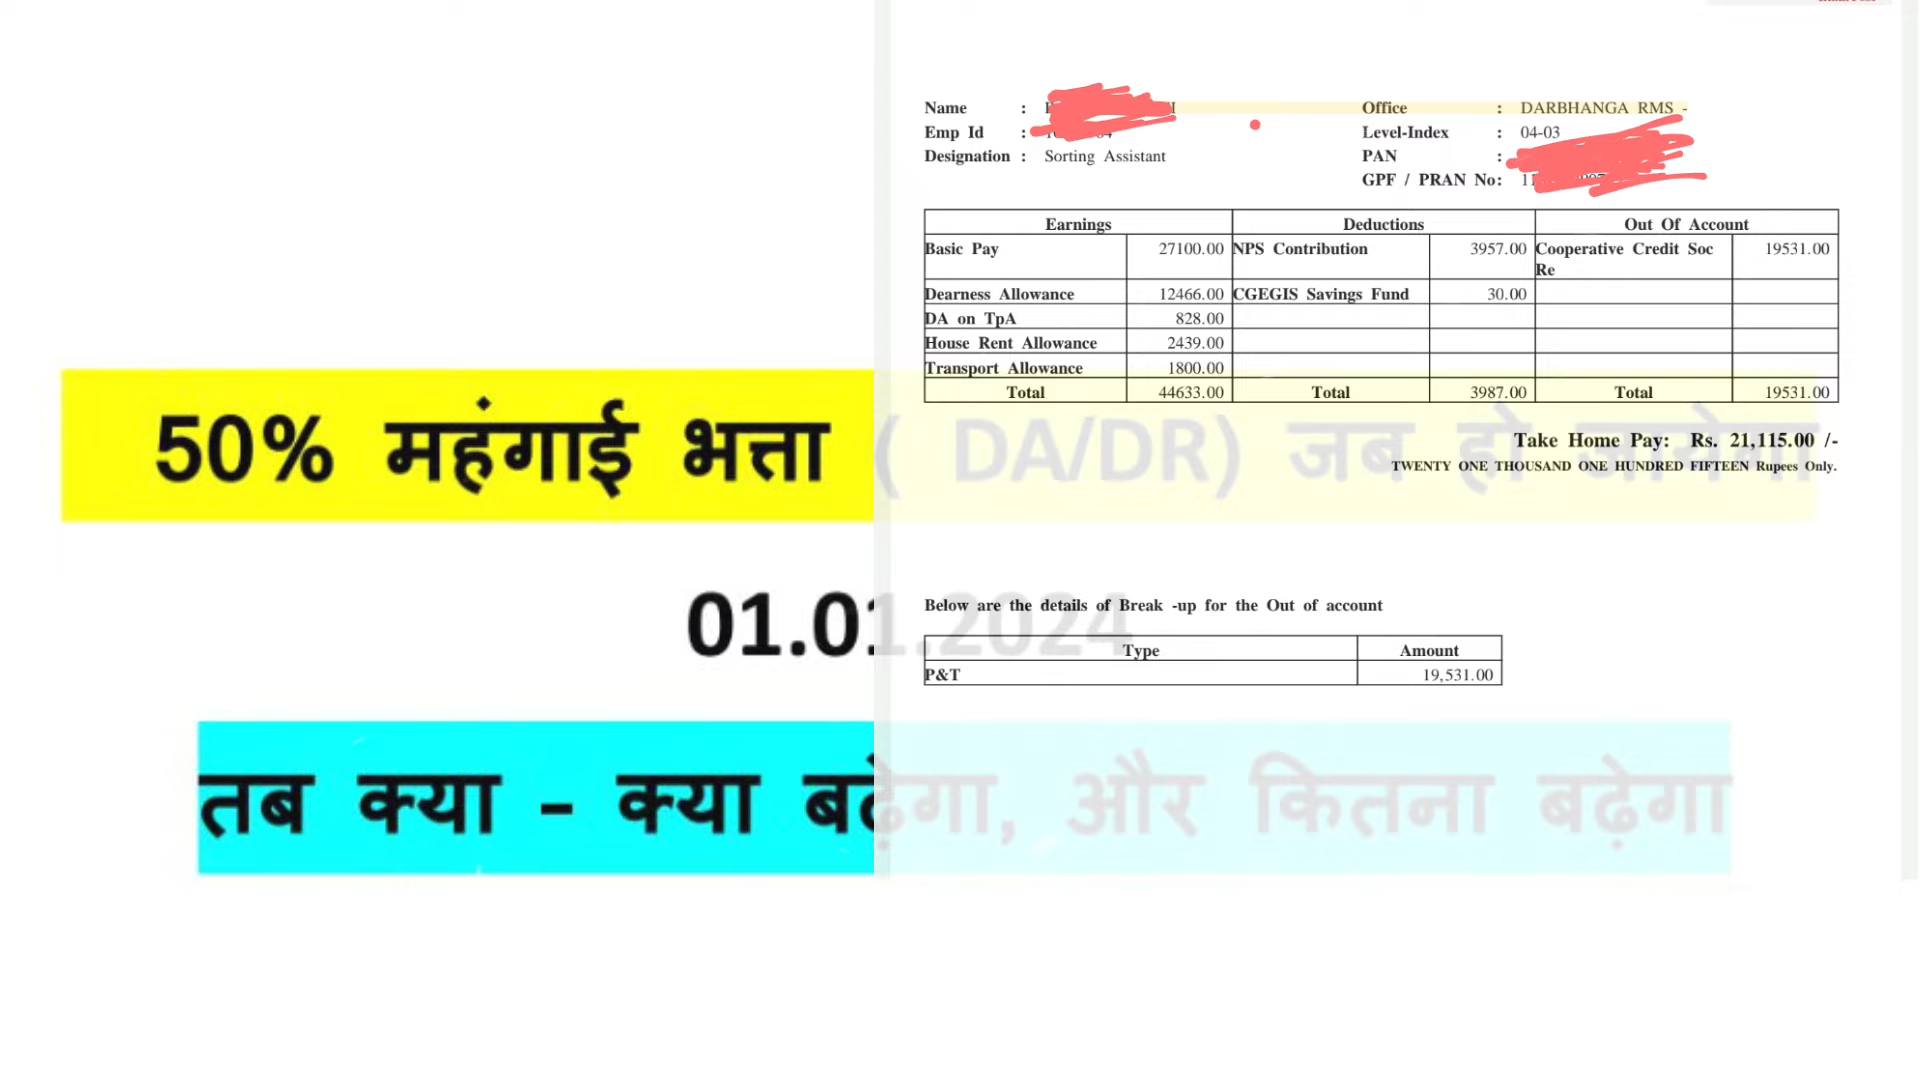 Name :
Office : DARBHANGA RMS -
Emp Id :
Level-Index : 04-03
Designation : Sorting Assistant
PAN :
GPF / PRAN No:
Earnings Deductions Out Of Account
Basic Pay 27100.00 NPS Contribution 3957.00 Cooperative Credit Soc 19531.00
Re
Dearness Allowance 12466.00 CGEGIS Savings Fund 30.00
DA on TpA 828.00
House Rent Allowance 2439.00
Transport Allowance 1800.00
Total 44633.00 Total 3987.00 Total 19531.00
Take Home Pay: Rs. 21,115.00 /-
TWENTY ONE THOUSAND ONE HUNDRED FIFTEEN Rupees Only.
50% महंगाई भत्ता ( DA/DR) जब हो जायेगा
Below are the details of Break -up for the Out of account
01.01.2024
Type Amount
P&T 19,531.00
तब क्या - क्या बढ़ेगा, और कितना बढ़ेगा